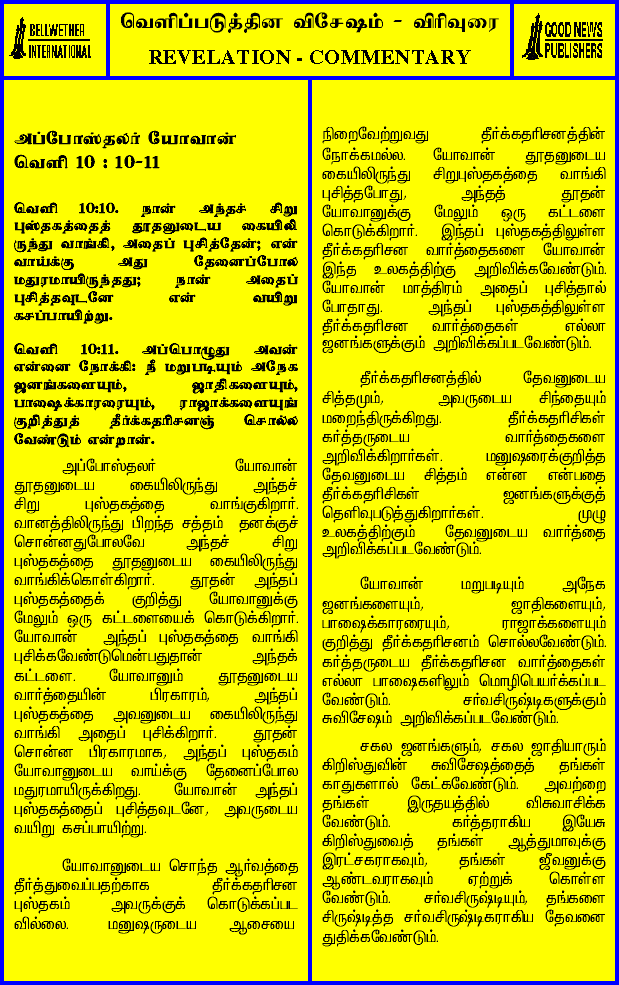 BELLWETHER
INTERNATIONAL
வெளிப்படுத்தின விசேஷம் - விரிவுரை
REVELATION - COMMENTARY
GOOD NEWS
PUBLISHERS
அப்போஸ்தலர் யோவான்
வெளி 10 : 10-11
வெளி 10:10. நான் அந்தச் சிறு
புஸ்தகத்தைத் தூதனுடைய கையிலி
ருந்து வாங்கி, அதைப் புசித்தேன்; என்
வாய்க்கு அது தேனைப்போல
மதுரமாயிருந்தது; நான் அதைப்
புசித்தவுடனே என் வயிறு
கசப்பாயிற்று.
வெளி 10:11. அப்பொழுது அவன்
என்னை நோக்கி: நீ மறுபடியும் அநேக
ஜனங்களையும், ஜாதிகளையும்,
பாஷைக்காரரையும், ராஜாக்களையுங்
குறித்துத் தீர்க்கதரிசனஞ் சொல்ல
வேண்டும் என்றான்.
அப்போஸ்தலர் யோவான்
தூதனுடைய கையிலிருந்து அந்தச்
சிறு புஸ்தகத்தை வாங்குகிறார்.
வானத்திலிருந்து பிறந்த சத்தம் தனக்குச்
சொன்னதுபோலவே அந்தச் சிறு
புஸ்தகத்தை தூதனுடைய கையிலிருந்து
வாங்கிக்கொள்கிறார். தூதன் அந்தப்
புஸ்தகத்தைக் குறித்து யோவானுக்கு
மேலும் ஒரு கட்டளையைக் கொடுக்கிறார்.
யோவான் அந்தப் புஸ்தகத்தை வாங்கி
புசிக்கவேண்டுமென்பதுதான் அந்தக்
கட்டளை. யோவானும் தூதனுடைய
வார்த்தையின் பிரகாரம், அந்தப்
புஸ்தகத்தை அவனுடைய கையிலிருந்து
வாங்கி அதைப் புசிக்கிறார். தூதன்
சொன்ன பிரகாரமாக, அந்தப் புஸ்தகம்
யோவானுடைய வாய்க்கு தேனைப்போல
மதுரமாயிருக்கிறது. யோவான் அந்தப்
புஸ்தகத்தைப் புசித்தவுடனே, அவருடைய
வயிறு கசப்பாயிற்று.
யோவானுடைய சொந்த ஆர்வத்தை
தீர்த்துவைப்பதற்காக தீர்க்கதரிசன
புஸ்தகம் அவருக்குக் கொடுக்கப்பட
வில்லை. மனுஷருடைய ஆசையை
நிறைவேற்றுவது தீர்க்கதரிசனத்தின்
நோக்கமல்ல. யோவான் தூதனுடைய
கையிலிருந்து சிறுபுஸ்தகத்தை வாங்கி
புசித்தபோது, அந்தத் தூதன்
யோவானுக்கு மேலும் ஒரு கட்டளை
கொடுக்கிறார். இந்தப் புஸ்தகத்திலுள்ள
தீர்க்கதரிசன வார்த்தைகளை யோவான்
இந்த உலகத்திற்கு அறிவிக்கவேண்டும்.
யோவான் மாத்திரம் அதைப் புசித்தால்
போதாது. அந்தப் புஸ்தகத்திலுள்ள
தீர்க்கதரிசன வார்த்தைகள் எல்லா
ஜனங்களுக்கும் அறிவிக்கப்படவேண்டும்.
தீர்க்கதரிசனத்தில் தேவனுடைய
சித்தமும், அவருடைய சிந்தையும்
மறைந்திருக்கிறது. தீர்க்கதரிசிகள்
கர்த்தருடைய வார்த்தைகளை
அறிவிக்கிறார்கள். மனுஷரைக்குறித்த
தேவனுடைய சித்தம் என்ன என்பதை
தீர்க்கதரிசிகள் ஜனங்களுக்குத்
தெளிவுபடுத்துகிறார்கள். முழு
உலகத்திற்கும் தேவனுடைய வார்த்தை
அறிவிக்கப்படவேண்டும்.
யோவான் மறுபடியும் அநேக
ஜனங்களையும், ஜாதிகளையும்,
பாஷைக்காரரையும், ராஜாக்களையும்
குறித்து தீர்க்கதரிசனம் சொல்லவேண்டும்.
கர்த்தருடைய தீர்க்கதரிசன வார்த்தைகள்
எல்லா பாஷைகளிலும் மொழிபெயர்க்கப்பட
வேண்டும். சர்வசிருஷ்டிகளுக்கும்
சுவிசேஷம் அறிவிக்கப்படவேண்டும்.
சகல ஜனங்களும், சகல ஜாதியாரும்
கிறிஸ்துவின் சுவிசேஷத்தைத் தங்கள்
காதுகளால் கேட்கவேண்டும். அவற்றை
தங்கள் இருதயத்தில் விசுவாசிக்க
வேண்டும். கர்த்தராகிய இயேசு
கிறிஸ்துவைத் தங்கள் ஆத்துமாவுக்கு
இரட்சகராகவும், தங்கள் ஜீவனுக்கு
ஆண்டவராகவும் ஏற்றுக் கொள்ள
வேண்டும். சர்வசிருஷ்டியும், தங்களை
சிருஷ்டித்த சர்வசிருஷ்டிகராகிய தேவனை
துதிக்கவேண்டும்.